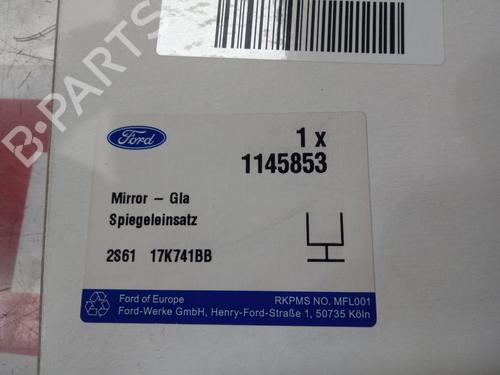 Ford
1 x
1145853
Mirror - Gla
Spiegeleinsatz
2S61 17K741BB
Ford of Europe
RKPMS NO. MFL001
Ford-Werke GmbH, Henry-Ford-Straße 1, 50735 Köln
B-PARTS